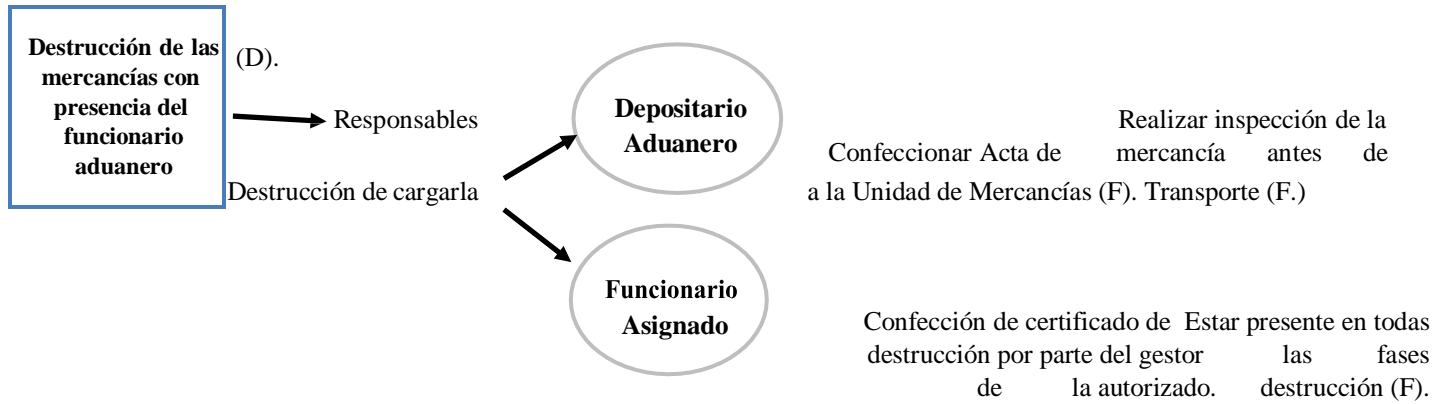 Destrucción de las
mercancías con
presencia del
funcionario
aduanero
(D).
Responsables
Destrucción de cargarla
Depositario
Aduanero
Funcionario
Asignado
Realizar inspección de la
Confeccionar Acta de mercancía antes de
a la Unidad de Mercancías (F). Transporte (F.)
Confección de certificado de Estar presente en todas
destrucción por parte del gestor las fases
de la autorizado. destrucción (F).